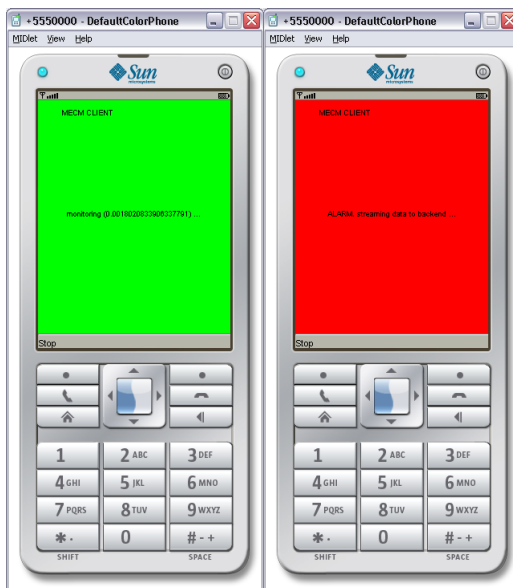 +5550000 - DefaultColorPhone
MIDlet View Help
Sun
microsystems
MECM CLIENT
monitoring (0.0018020833906337791) ...
Stop
1
2 ABC
3 DEF
4 GHI
5 JKL
6 MNO
7 PQRS
8 TUV
9 WXYZ
* .
0
# - +
SHIFT
SPACE
+5550000 - DefaultColorPhone
MIDlet View Help
Sun
microsystems
MECM CLIENT
ALARM: streaming data to backend ...
Stop
1
2 ABC
3 DEF
4 GHI
5 JKL
6 MNO
7 PQRS
8 TUV
9 WXYZ
* .
0
# - +
SHIFT
SPACE